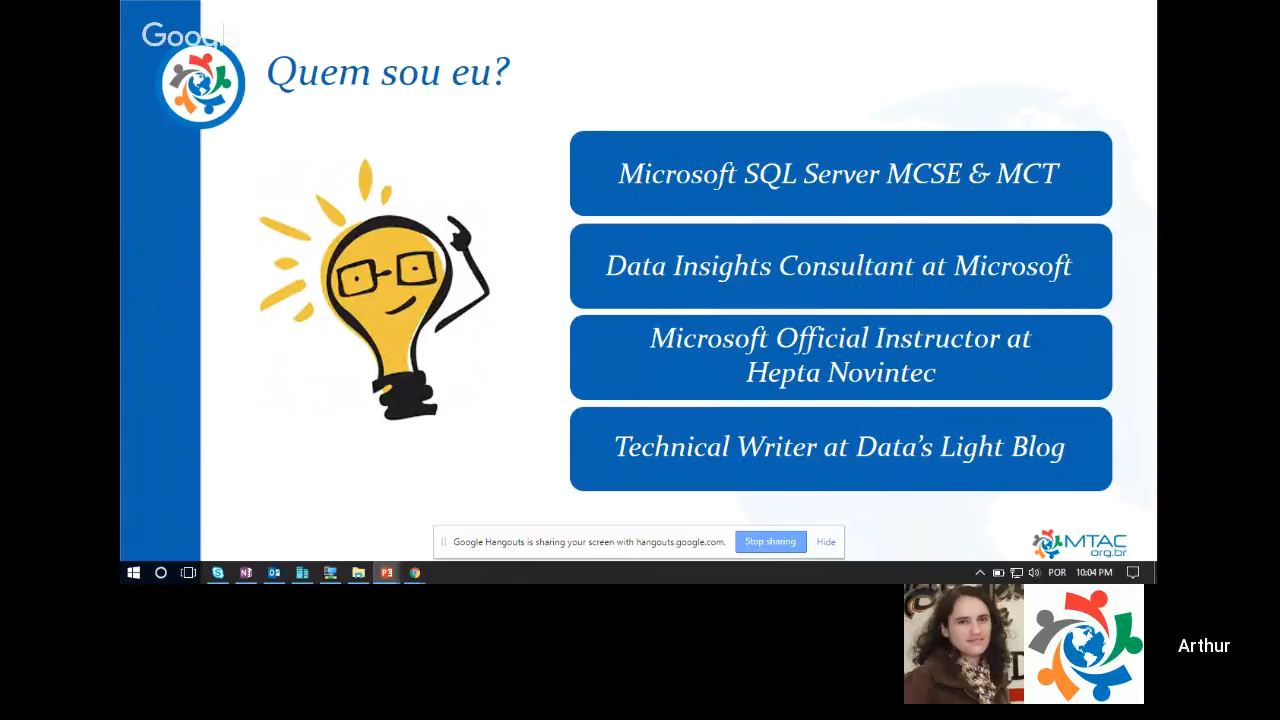 Google
Quem sou eu?
Microsoft SQL Server MCSE & MCT
Data Insights Consultant at Microsoft
Microsoft Official Instructor at
Hepta Novintec
Technical Writer at Data's Light Blog
Google Hangouts is sharing your screen with hangouts.google.com.
Stop sharing
Hide
MTAC
org.br
POR
10:04 PM
Arthur